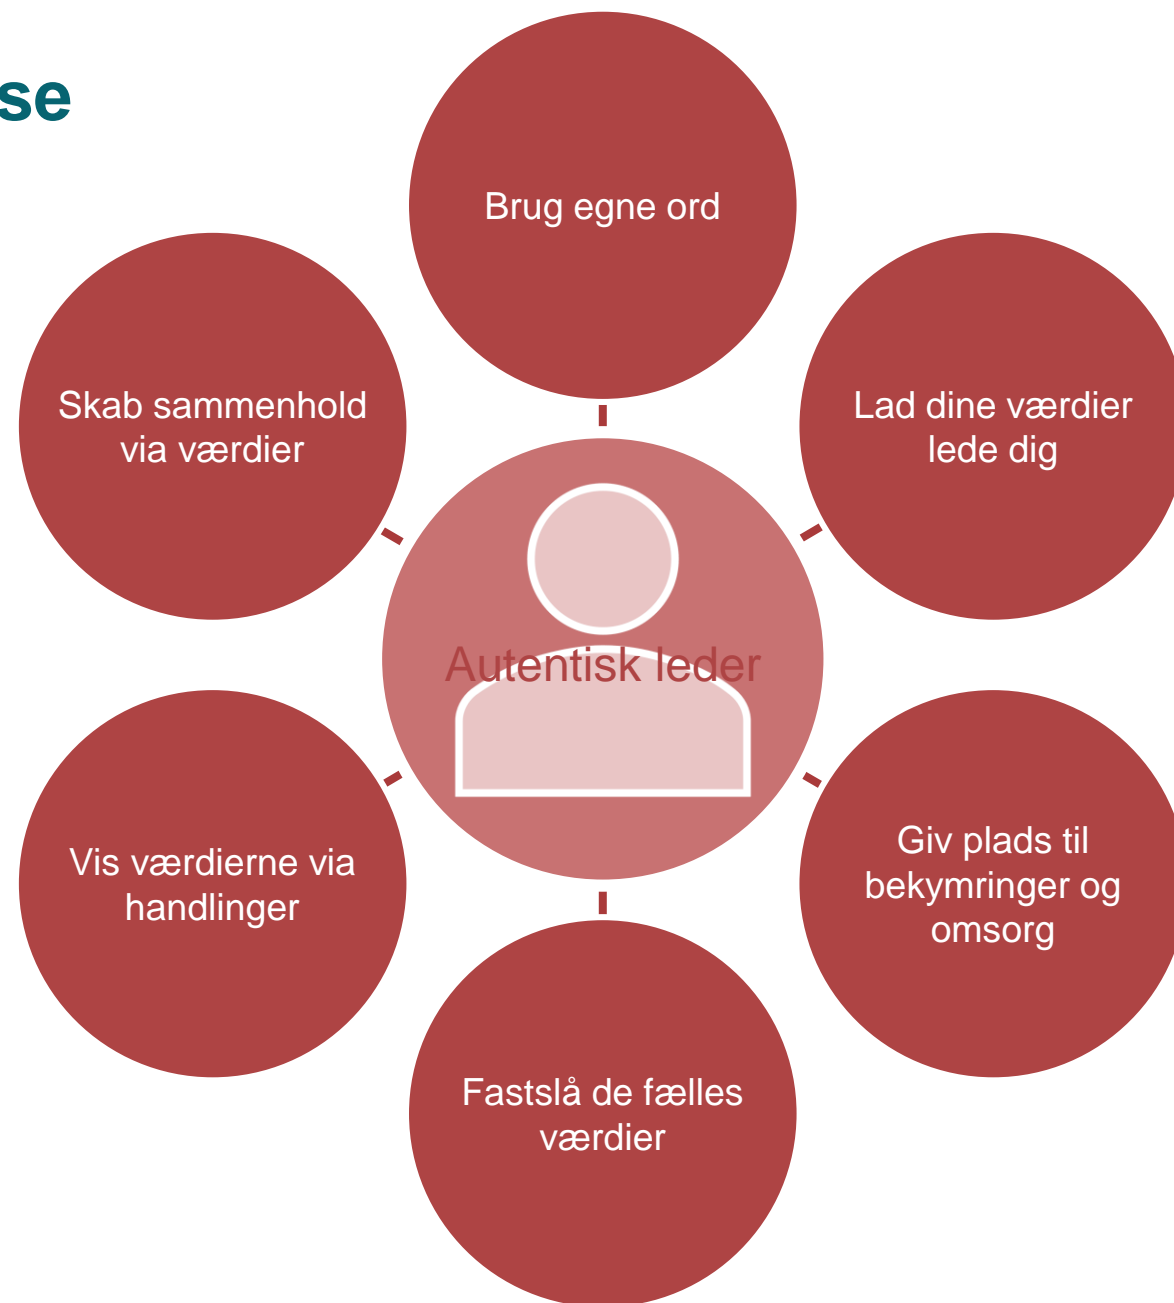 se
Brug egne ord
Skab sammenhold
via værdier
Lad dine værdier
lede dig
Autentisk leder
Vis værdierne via
handlinger
Giv plads til
bekymringer og
omsorg
Fastslå de fælles
værdier